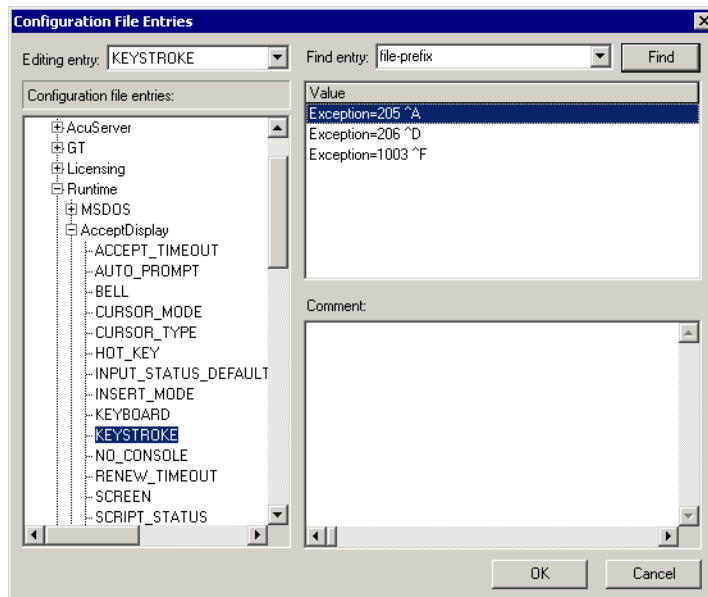 Configuration File Entries
Editing entry: KEYSTROKE
Find entry: file-prefix
Find
Configuration file entries:
AcuServer
GT
Licensing
Runtime
MSDOS
AcceptDisplay
ACCEPT_TIMEOUT
AUTO_PROMPT
BELL
CURSOR_MODE
CURSOR_TYPE
HOT_KEY
INPUT_STATUS_DEFAULT
INSERT_MODE
KEYBOARD
KEYSTROKE
NO_CONSOLE
RENEW_TIMEOUT
SCREEN
SCRIPT_STATUS
Value
Exception=205 ^A
Exception=206 ^D
Exception=1003 ^F
Comment:
OK
Cancel